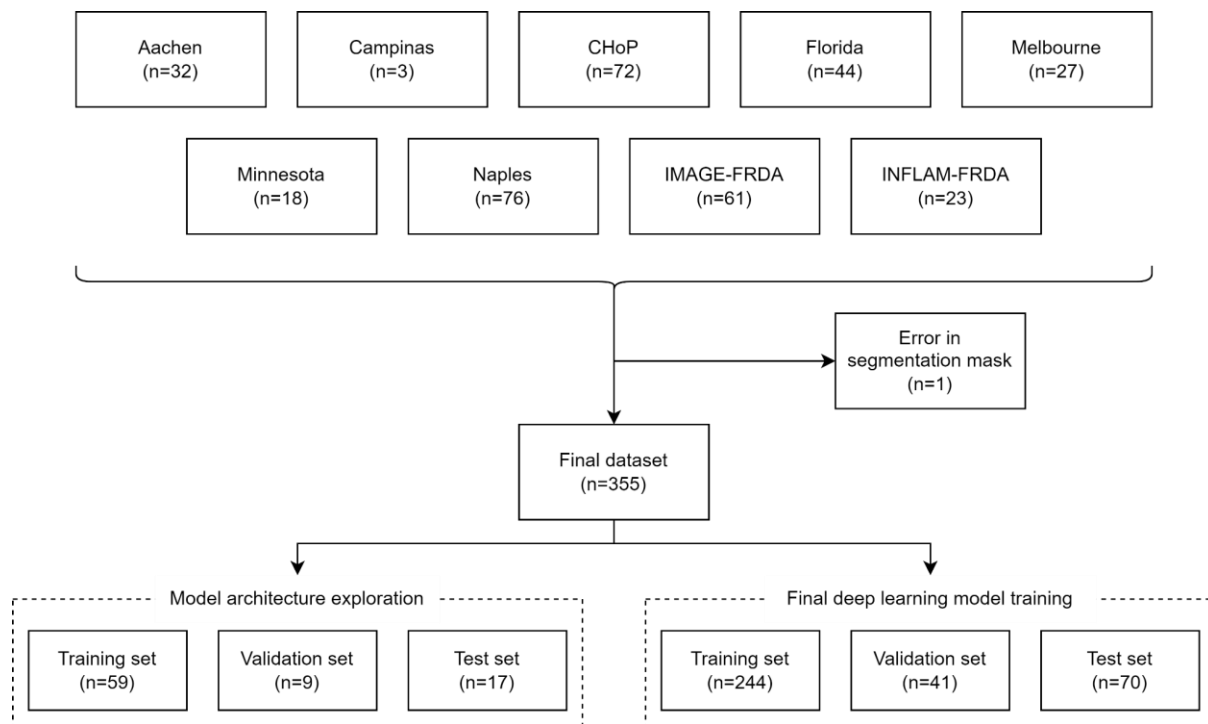 Aachen
(n=32)
Campinas
(n=3)
CHoP
(n=72)
Florida
(n=44)
Melbourne
(n=27)
Minnesota
(n=18)
Naples
(n=76)
IMAGE-FRDA
(n=61)
INFLAM-FRDA
(n=23)
Error in
segmentation mask
(n=1)
Final dataset
(n=355)
Model architecture exploration
Training set
(n=59)
Validation set
(n=9)
Test set
(n=17)
Final deep learning model training
Training set
(n=244)
Validation set
(n=41)
Test set
(n=70)